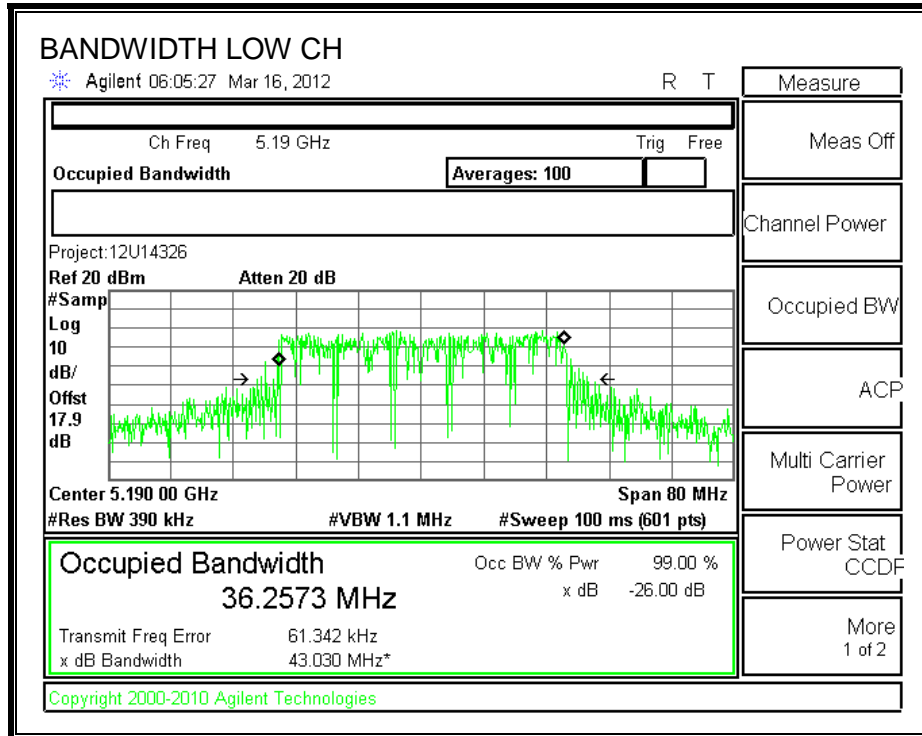 BANDWIDTH LOW CH
Agilent 06:05:27 Mar 16, 2012 R T
Measure
Ch Freq 5.19 GHz Trig Free
Meas Off
Occupied Bandwidth Averages: 100
Channel Power
Project:12U14326
Ref 20 dBm Atten 20 dB
#Samp
Log
10
dB/
Offst
17.9
dB
Occupied BW
ACP
Multi Carrier
Power
Center 5.190 00 GHz Span 80 MHz
#Res BW 390 kHz #VBW 1.1 MHz #Sweep 100 ms (601 pts)
Power Stat
CCDF
Occupied Bandwidth Occ BW % Pwr 99.00 %
36.2573 MHz x dB -26.00 dB
Transmit Freq Error 61.342 kHz
x dB Bandwidth 43.030 MHz*
More
1 of 2
Copyright 2000-2010 Agilent Technologies